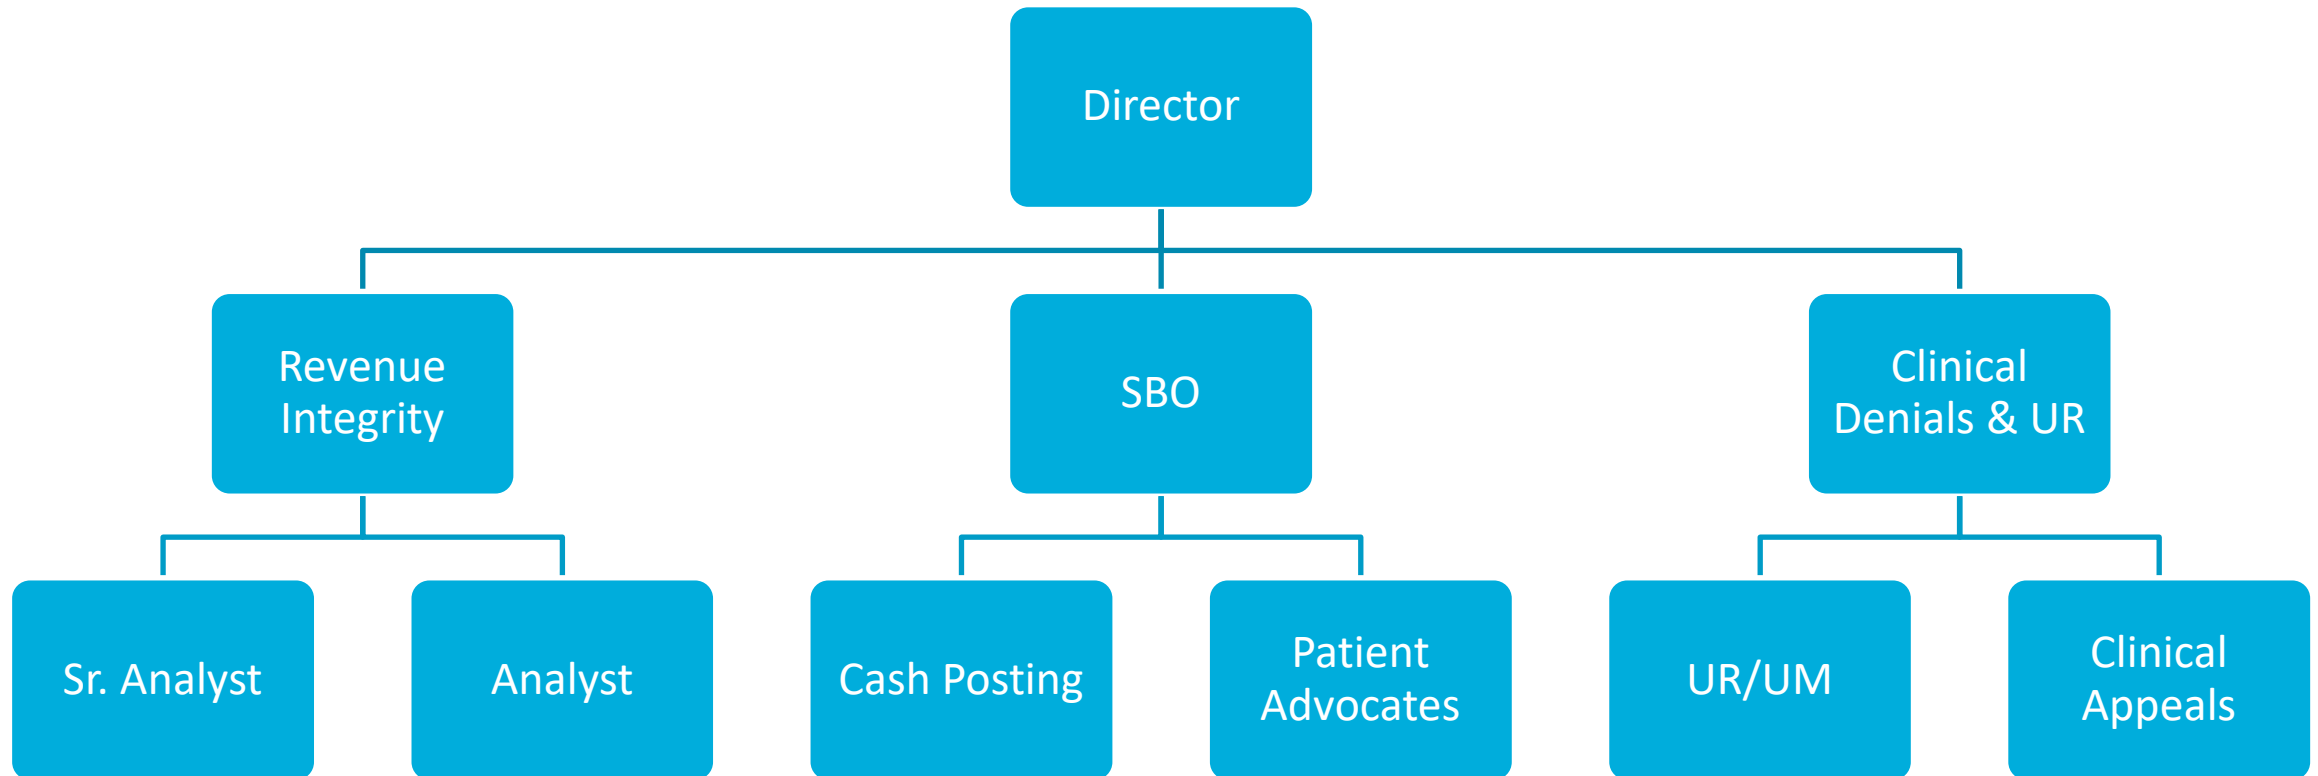 Director
Revenue
Integrity
SBO
Clinical
Denials & UR
Sr. Analyst
Analyst
Cash Posting
Patient
Advocates
UR/UM
Clinical
Appeals